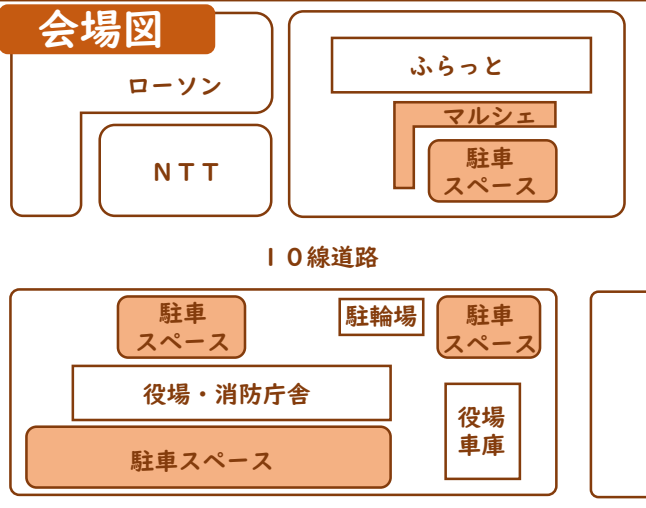 会場図
ローソン
ふらっと
マルシェ
駐車
スペース
NTT
10線道路
駐車
スペース
駐輪場
駐車
スペース
役場・消防庁舎
役場
車庫
駐車スペース